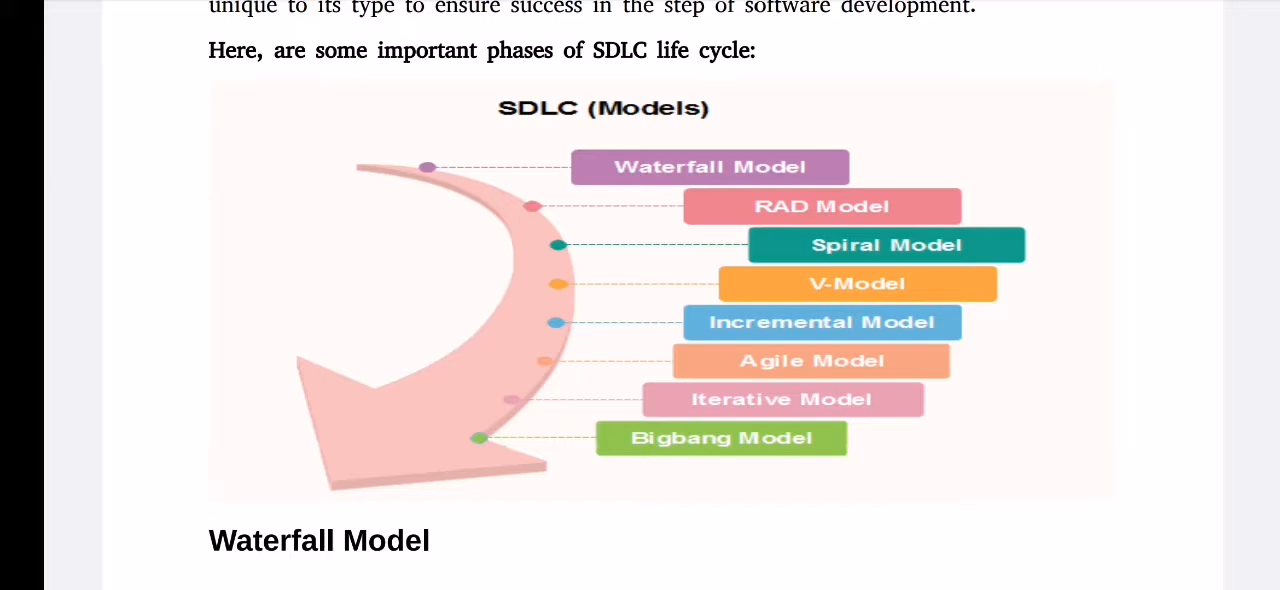 unique to its type to ensure success in the step of software development.
Here, are some important phases of SDLC life cycle:
SDLC (Models)
Waterfall Model
RAD Model
Spiral Model
V-Model
Incremental Model
Agile Model
Iterative Model
Bigbang Model
Waterfall Model